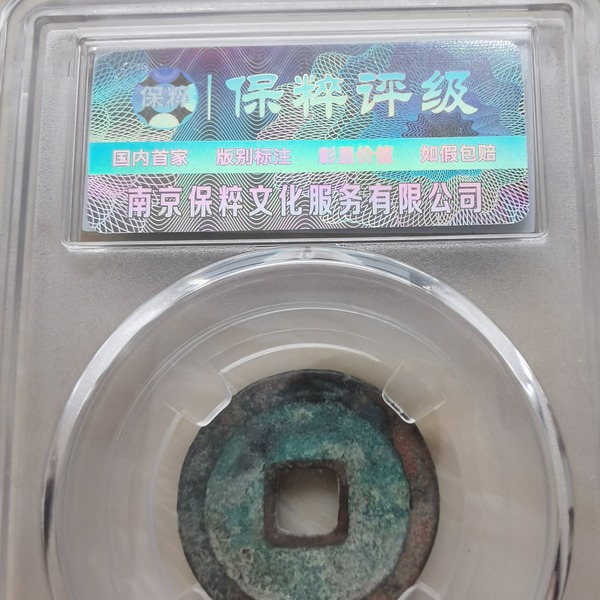 保粹 保粹评级
国内首家 版别标注 彰显价值 如假包赔
南京保粹文化服务有限公司